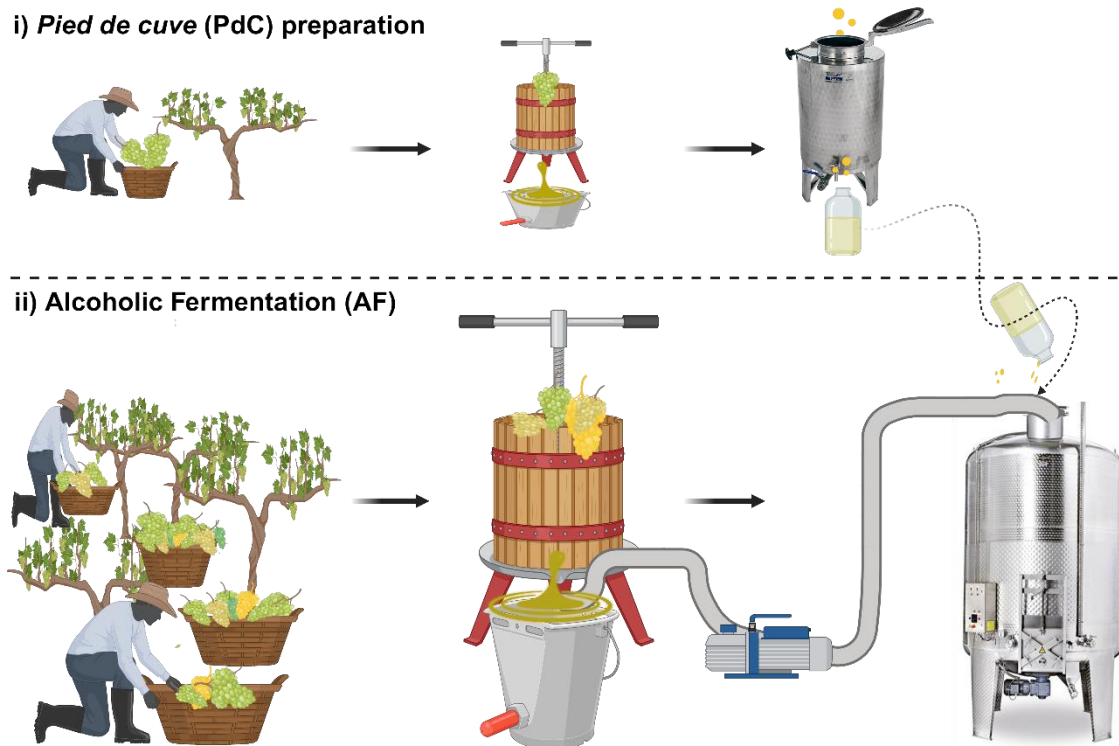 i) Pied de cuve (PdC) preparation
ii) Alcoholic Fermentation (AF)